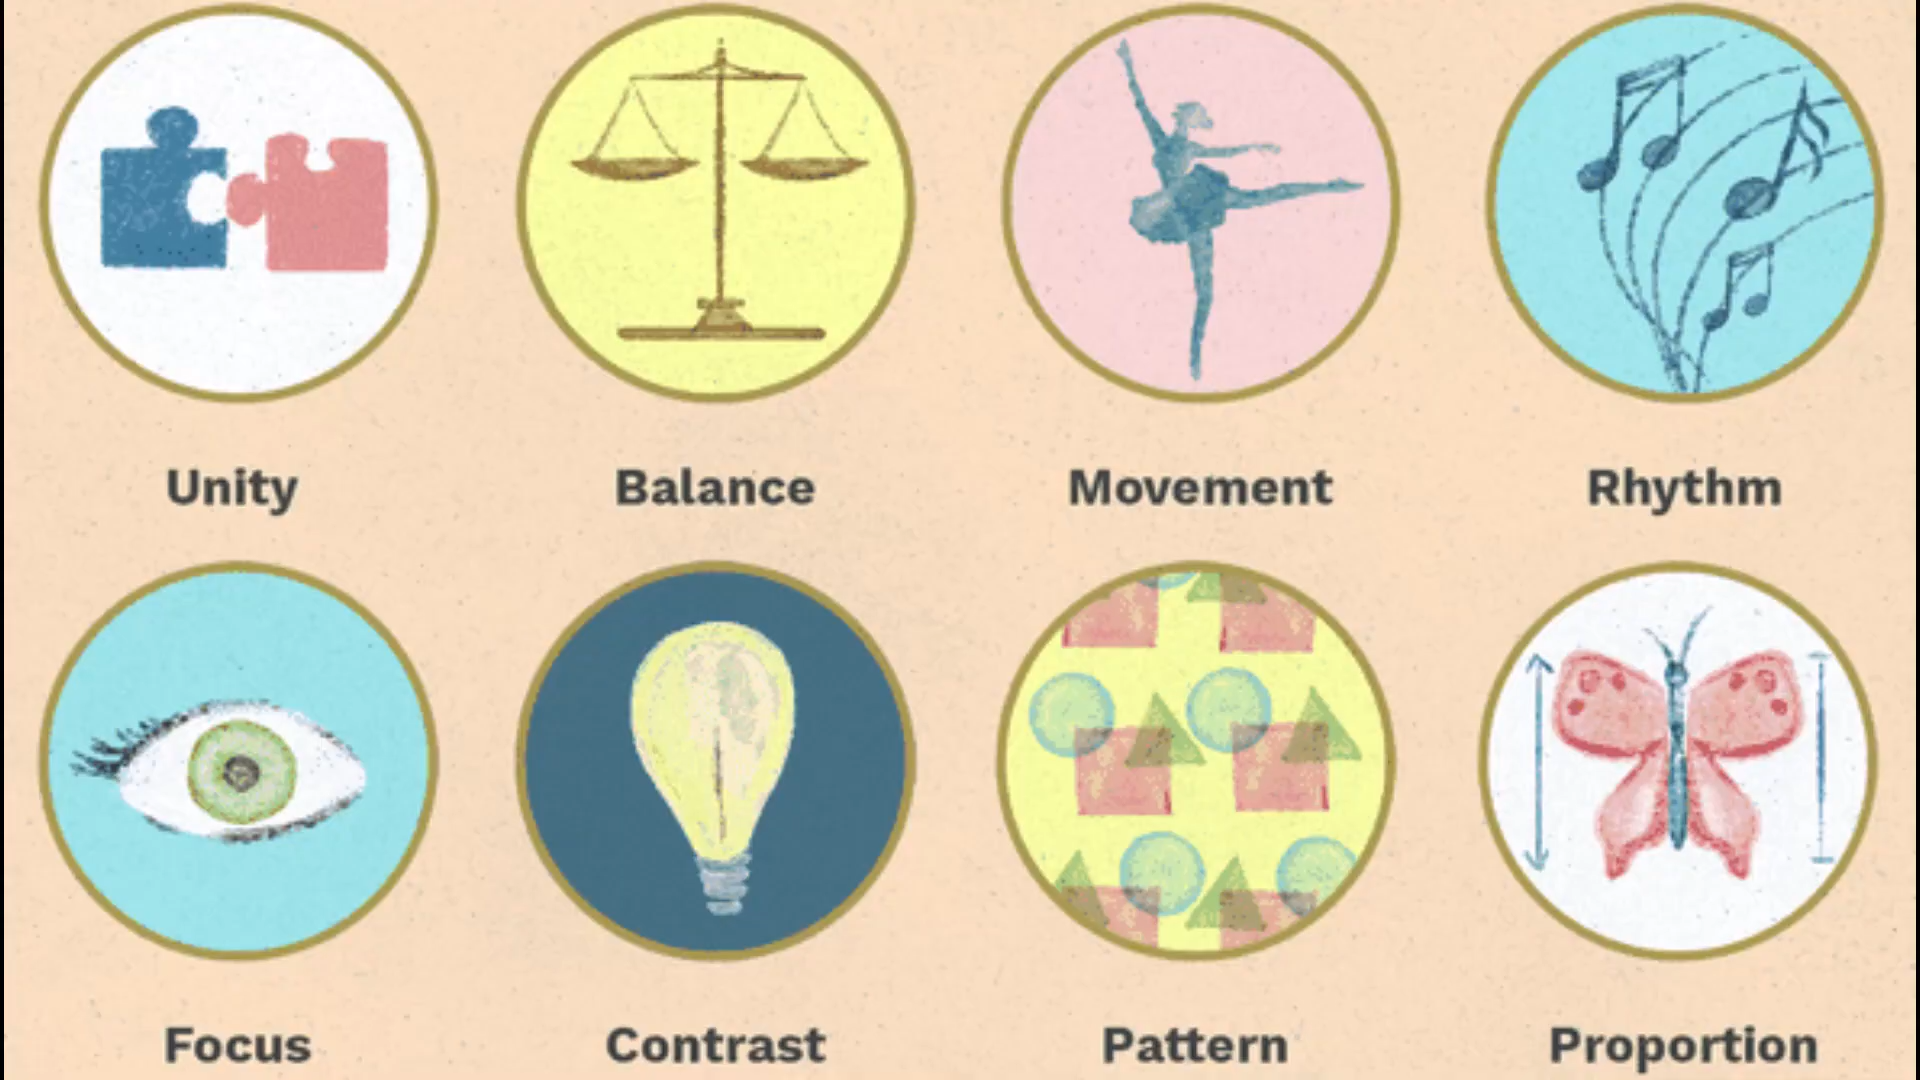 Unity
Balance
Movement
Rhythm
Focus
Contrast
Pattern
Proportion